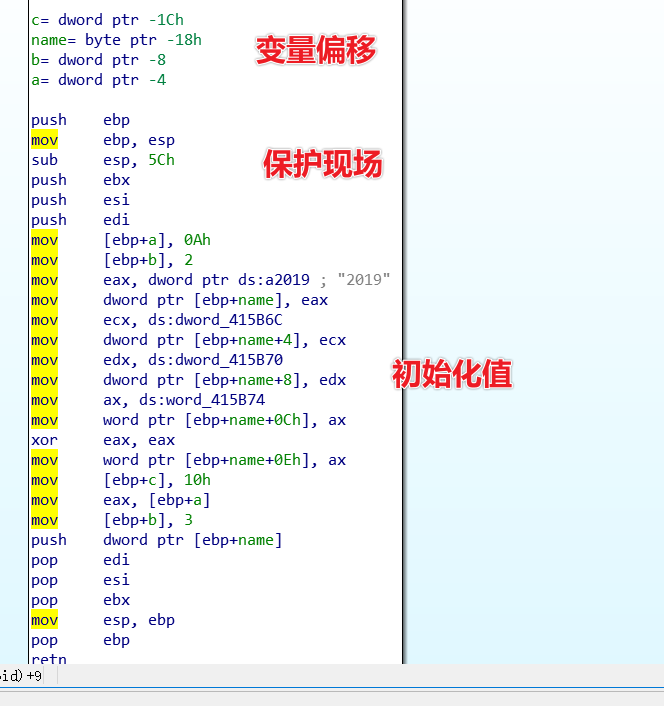 c= dword ptr -1Ch
name= byte ptr -18h
b= dword ptr -8
a= dword ptr -4
变量偏移
push ebp
mov ebp, esp
sub esp, 5Ch
push ebx
push esi
push edi
保护现场
mov [ebp+a], 0Ah
mov [ebp+b], 2
mov eax, dword ptr ds:a2019 ; "2019"
mov dword ptr [ebp+name], eax
mov ecx, ds:dword_415B6C
mov dword ptr [ebp+name+4], ecx
mov edx, ds:dword_415B70
mov dword ptr [ebp+name+8], edx
mov ax, ds:word_415B74
mov word ptr [ebp+name+0Ch], ax
xor eax, eax
mov word ptr [ebp+name+0Eh], ax
mov [ebp+c], 10h
mov eax, [ebp+a]
mov [ebp+b], 3
初始化值
push dword ptr [ebp+name]
pop edi
pop esi
pop ebx
mov esp, ebp
pop ebp
retn
id)+9